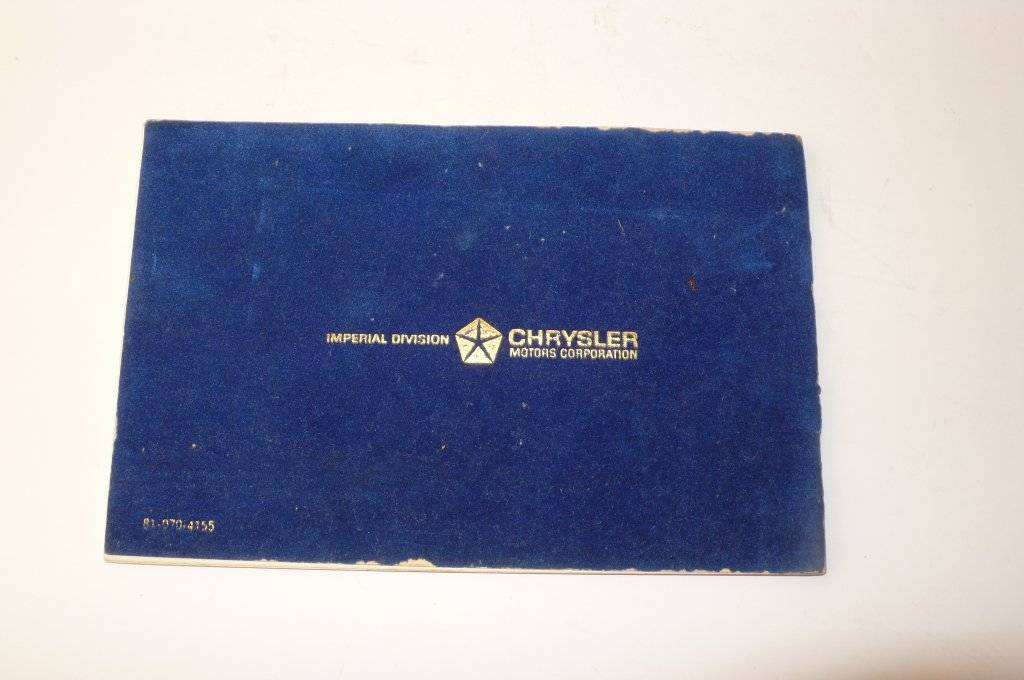 IMPERIAL DIVISION CHRYSLER
MOTORS CORPORATION
81-070-4155